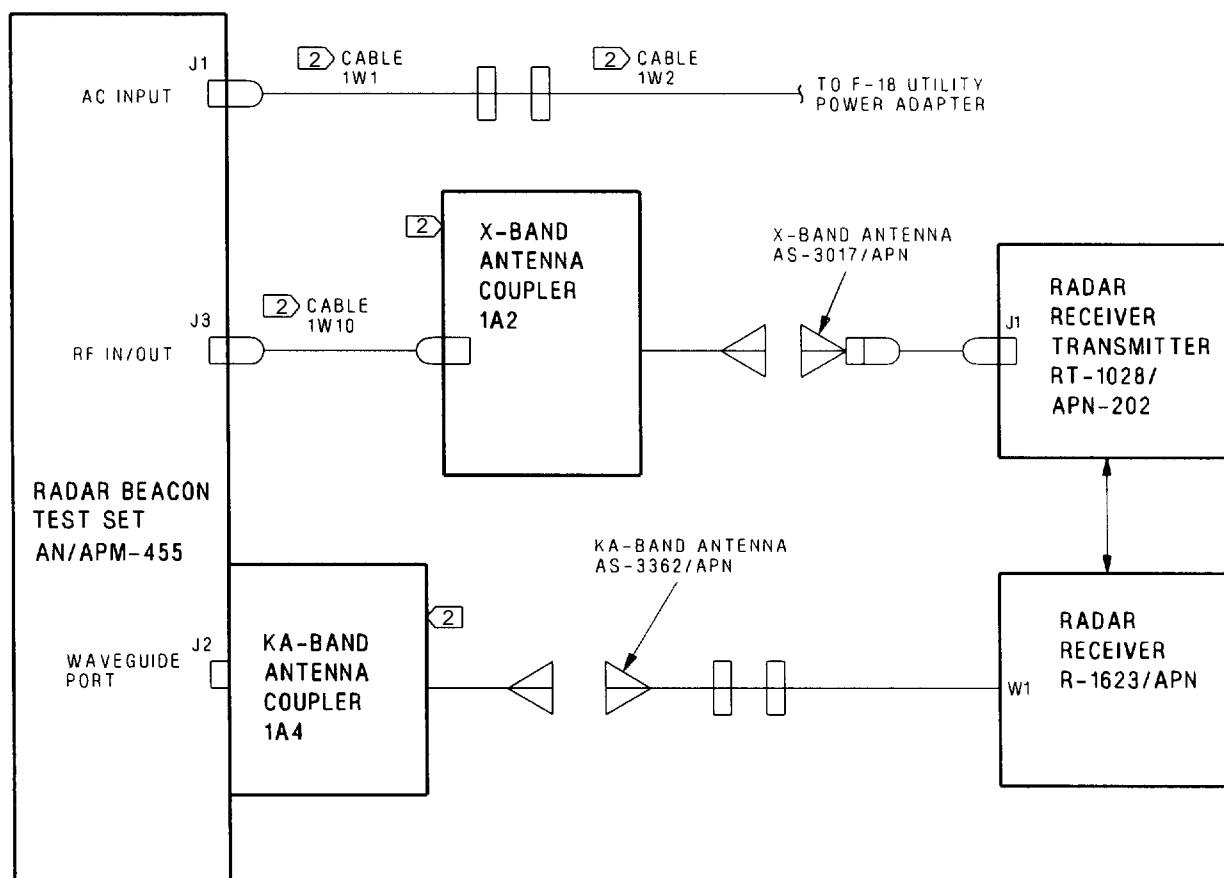 J1
AC INPUT
2 CABLE
1W1
2 CABLE
1W2
TO F-18 UTILITY
POWER ADAPTER
2
X-BAND
ANTENNA
COUPLER
1A2
X-BAND ANTENNA
AS-3017/APN
J1
RADAR
RECEIVER
TRANSMITTER
RT-1028/
APN-202
J3
RF IN/OUT
2 CABLE
1W10
RADAR BEACON
TEST SET
AN/APM-455
J2
WAVEGUIDE
PORT
KA-BAND
ANTENNA
COUPLER
1A4
2
KA-BAND ANTENNA
AS-3362/APN
W1
RADAR
RECEIVER
R-1623/APN